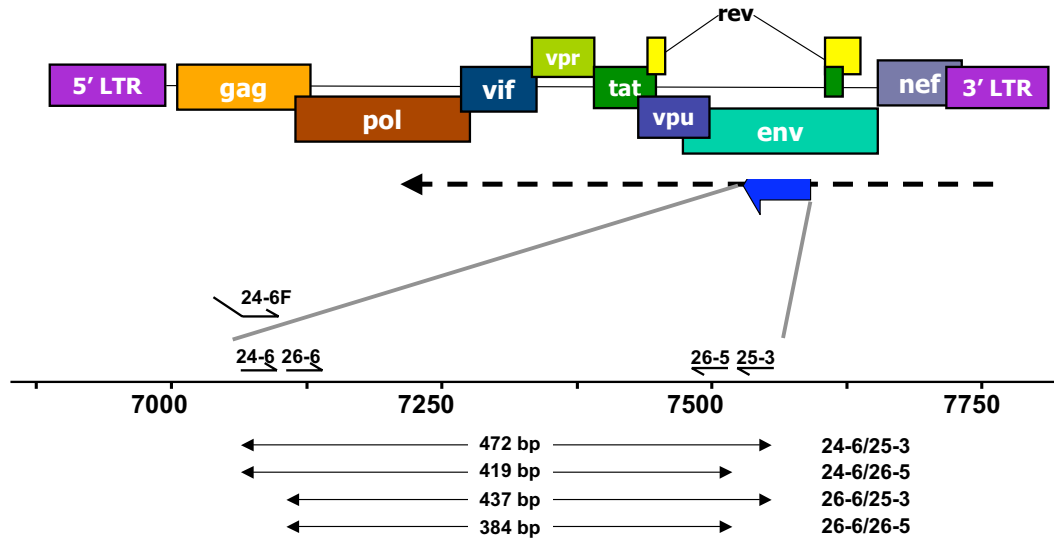 rev
vpr
5′ LTR
gag
vif
tat
nef
3′ LTR
pol
vpu
env
24-6F
24-6
26-6
26-5
25-3
7000
7250
7500
7750
472 bp
24-6/25-3
419 bp
24-6/26-5
437 bp
26-6/25-3
384 bp
26-6/26-5